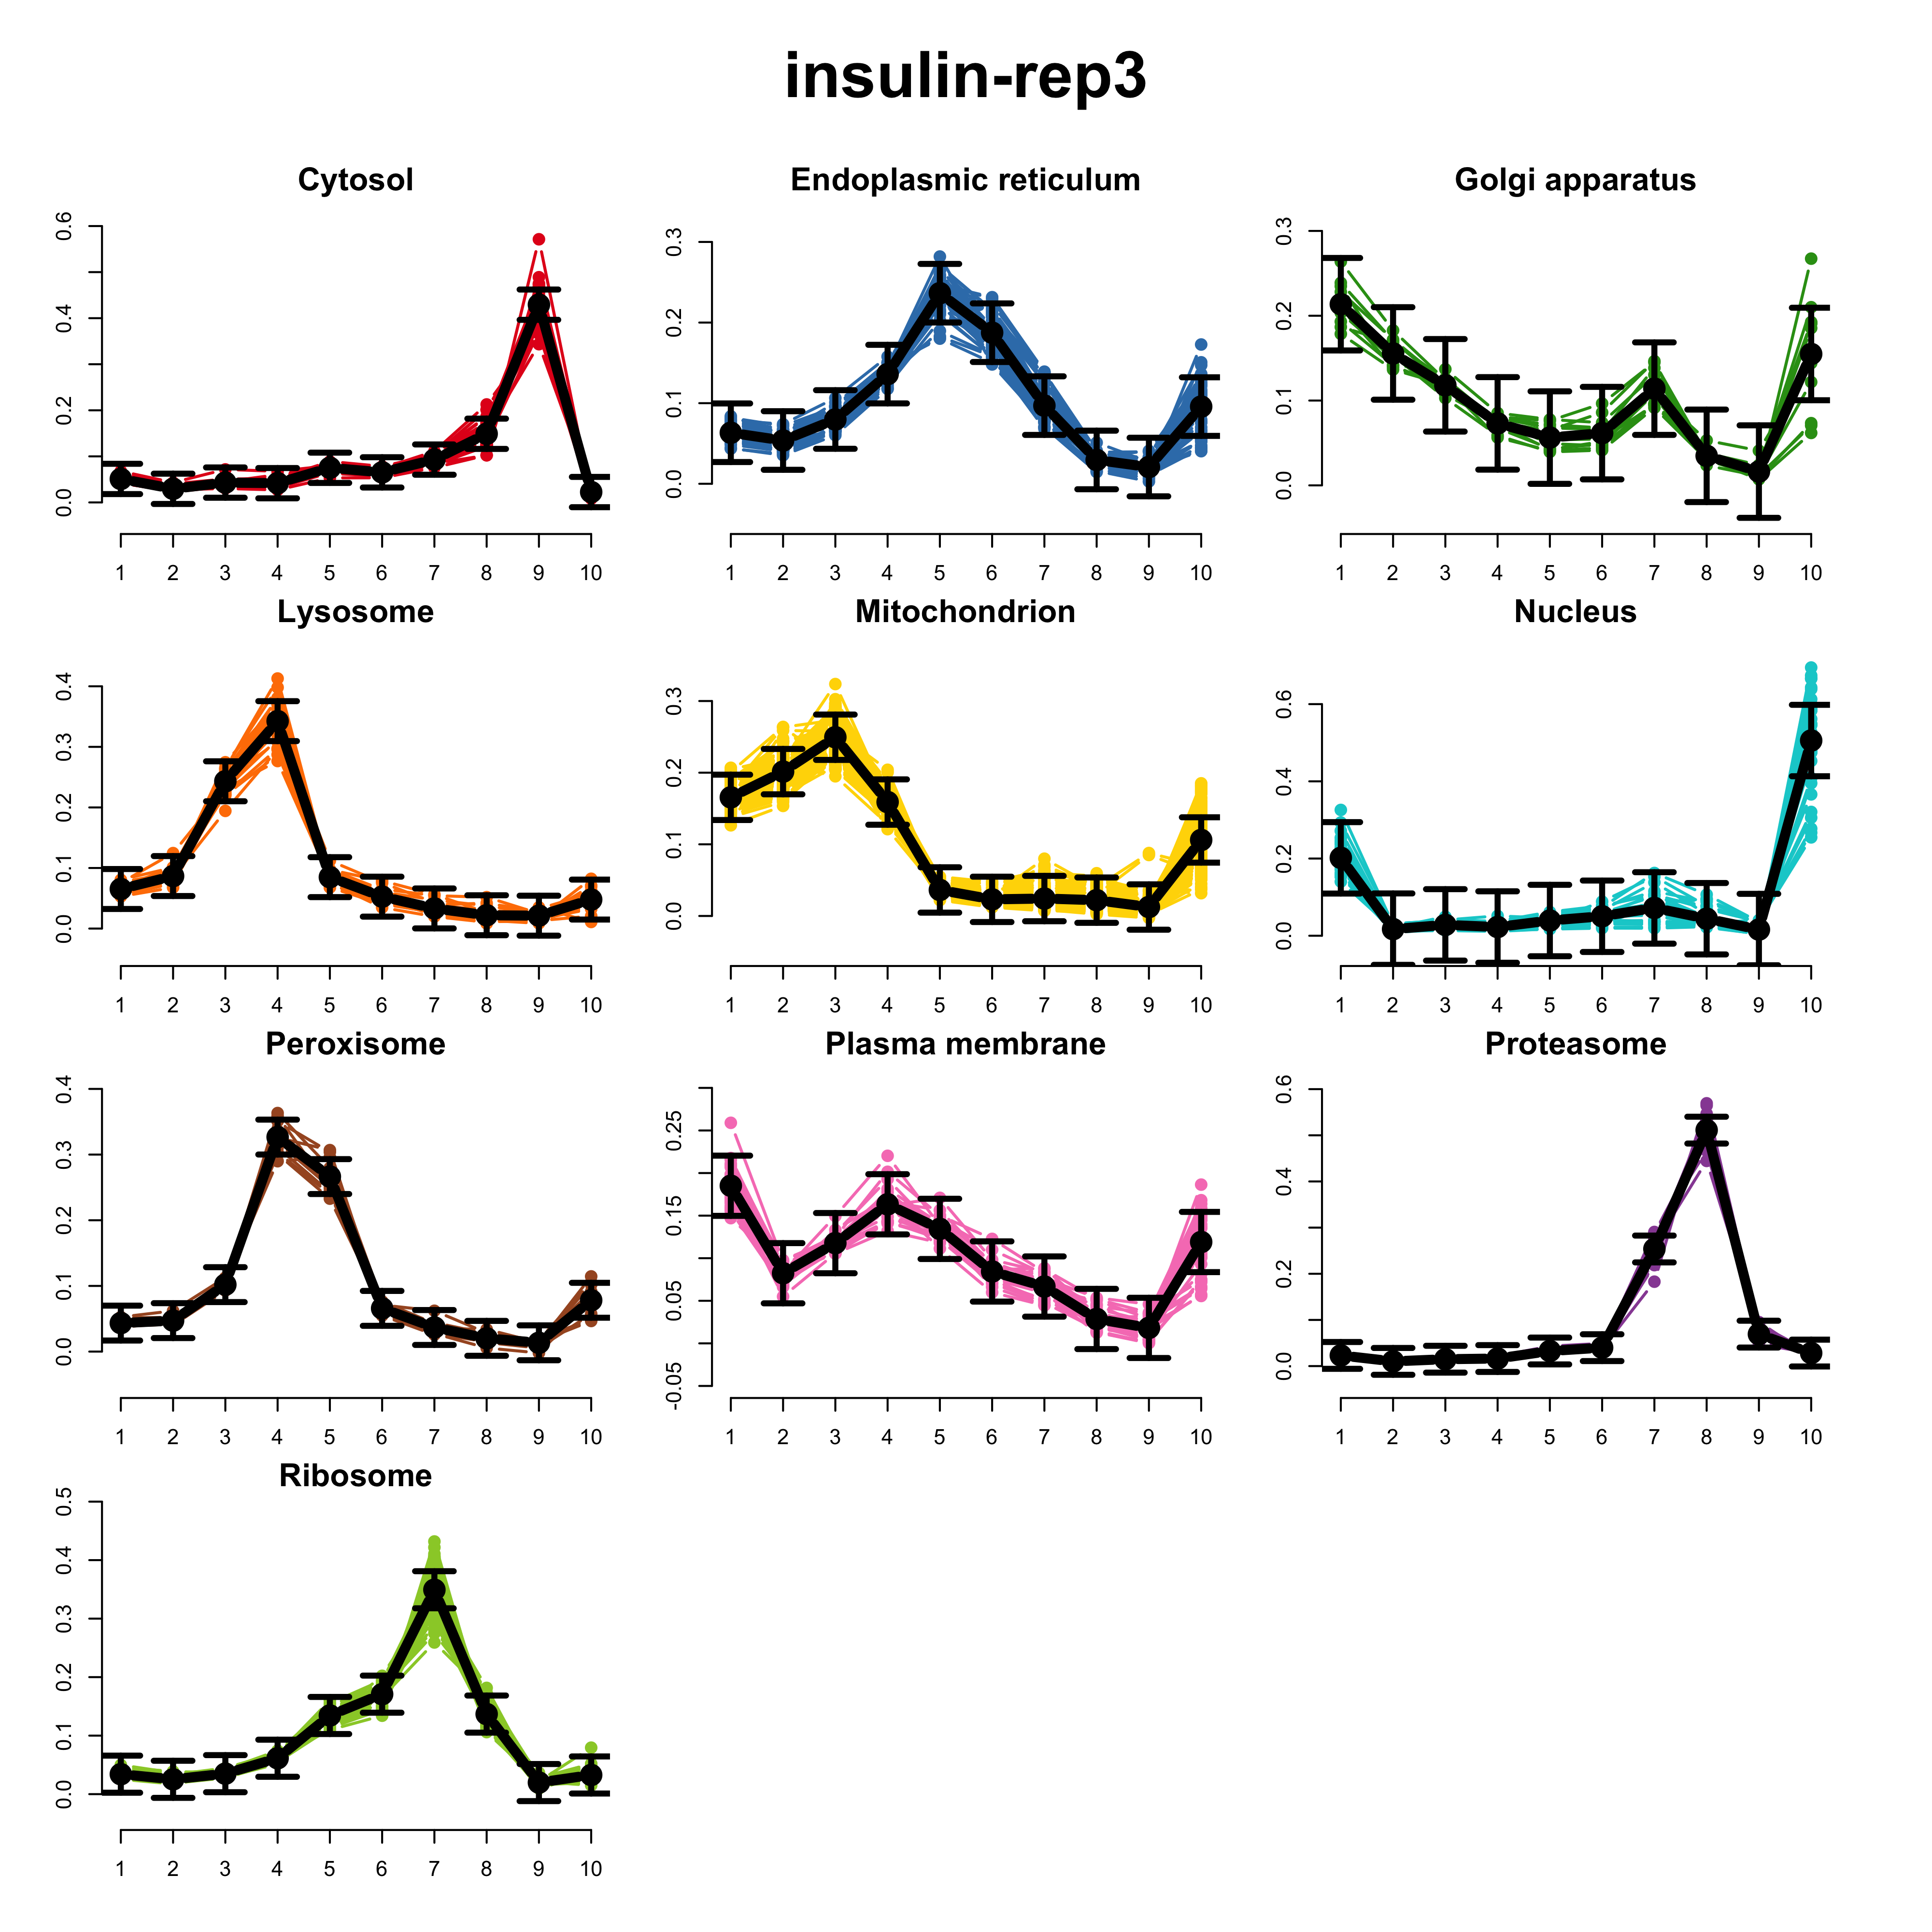 insulin-rep3
Cytosol
0.0 0.2 0.4 0.6
1 2 3 4 5 6 7 8 9 10
Endoplasmic reticulum
0.0 0.1 0.2 0.3
1 2 3 4 5 6 7 8 9 10
Golgi apparatus
0.0 0.1 0.2 0.3
1 2 3 4 5 6 7 8 9 10
Lysosome
0.0 0.1 0.2 0.3 0.4
1 2 3 4 5 6 7 8 9 10
Mitochondrion
0.0 0.1 0.2 0.3
1 2 3 4 5 6 7 8 9 10
Nucleus
0.0 0.2 0.4 0.6
1 2 3 4 5 6 7 8 9 10
Peroxisome
0.0 0.1 0.2 0.3 0.4
1 2 3 4 5 6 7 8 9 10
Plasma membrane
-0.05 0.05 0.15 0.25
1 2 3 4 5 6 7 8 9 10
Proteasome
0.0 0.2 0.4 0.6
1 2 3 4 5 6 7 8 9 10
Ribosome
0.0 0.1 0.2 0.3 0.4 0.5
1 2 3 4 5 6 7 8 9 10